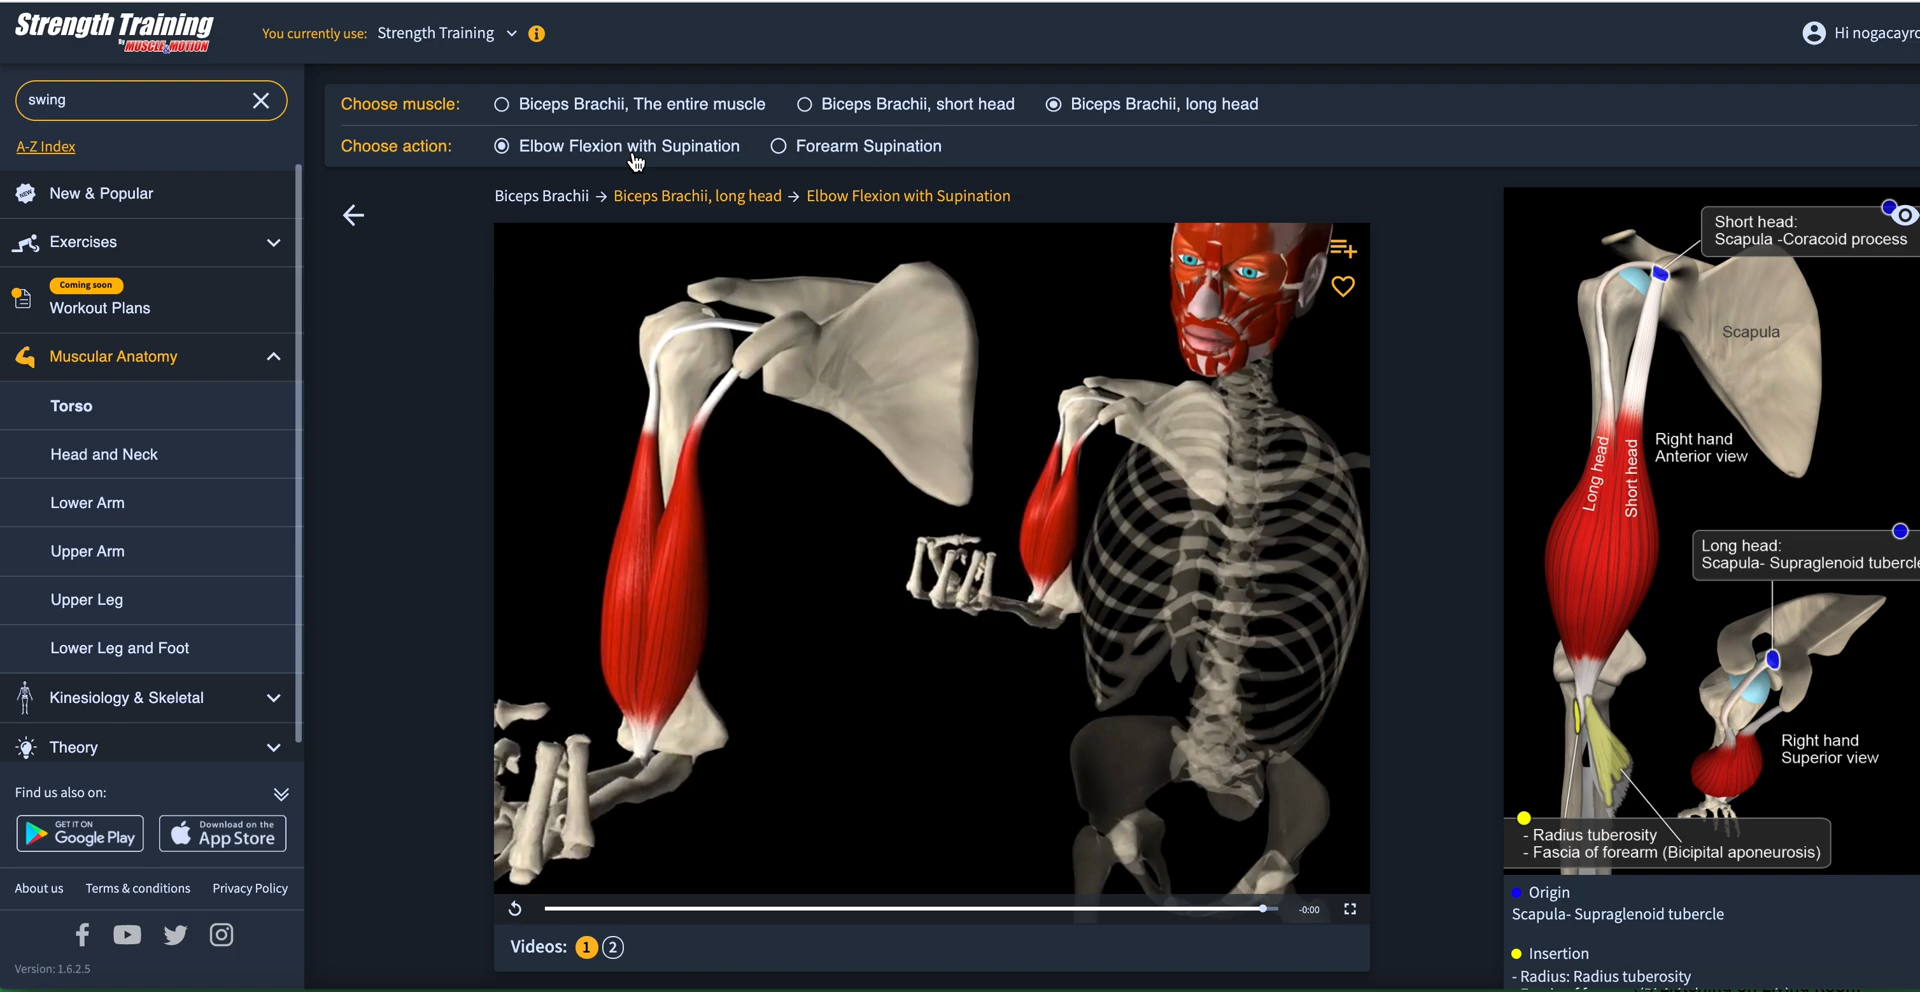 Strength Training
By MUSCLE&MOTION
You currently use: Strength Training
Hi nogacayro
swing
A-Z Index
New & Popular
Exercises
Coming soon
Workout Plans
Muscular Anatomy
Torso
Head and Neck
Lower Arm
Upper Arm
Upper Leg
Lower Leg and Foot
Kinesiology & Skeletal
Theory
Find us also on:
GET IT ON
Google Play
Download on the
App Store
About us Terms & conditions Privacy Policy
Version: 1.6.2.5
Choose muscle: Biceps Brachii, The entire muscle Biceps Brachii, short head Biceps Brachii, long head
Choose action: Elbow Flexion with Supination Forearm Supination
Biceps Brachii → Biceps Brachii, long head → Elbow Flexion with Supination
-0:00
Videos: 1 2
Short head:
Scapula -Coracoid process
Scapula
Right hand
Anterior view
Long head
Short head
Long head:
Scapula- Supraglenoid tubercle
Right hand
Superior view
- Radius tuberosity
- Fascia of forearm (Bicipital aponeurosis)
Origin
Scapula- Supraglenoid tubercle
Insertion
- Radius: Radius tuberosity